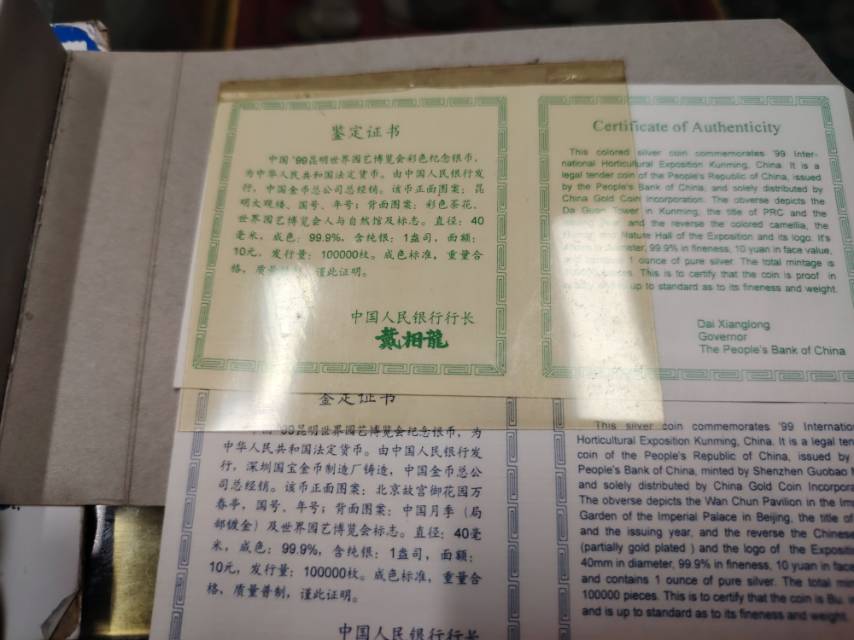 鉴定证书
中国'99昆明世界园艺博览会彩色纪念银币,
为中华人民共和国法定货币。由中国人民银行发
行,中国金币总公司总经销。该币正面图案:昆
明大观楼、国号、年号;背面图案:彩色茶花、
世界园艺博览会人与自然馆及标志。直径:40
毫米,成色:99.9%,含纯银:1盎司,面额:
10元,发行量:100000枚。成色标准,重量合
格,质量 谨此证明。
中国人民银行行长
戴相龍
Certificate of Authenticity
This colored silver coin commemorates '99 Inter-
national Horticultural Exposition Kunming, China. It is a
legal tender coin of the People's Republic of China, issued
by the People's Bank of China, and solely distributed by
China Gold Coin Incorporation. The obverse depicts the
Da Guan Tower in Kunming, the title of PRC and the
and the reverse the colored camellia, the
Nature Hall of the Exposition and its logo. It's
diameter, 99.9% in fineness, 10 yuan in face value,
1 ounce of pure silver. The total mintage is
This is to certify that the coin is proof in
up to standard as to its fineness and weight.
Dai Xianglong
Governor
The People's Bank of China
鉴定证书
'99昆明世界园艺博览会纪念银币,为
中华人民共和国法定货币。由中国人民银行发
行,深圳国宝金币制造厂铸造,中国金币总公
司总经销。该币正面图案:北京故宫御花园万
春亭,国号、年号;背面图案:中国月季(局
部镀金)及世界园艺博览会标志。直径:40毫
米,成色:99.9%,含纯银:1盎司,面额:
10元,发行量:100000枚。成色标准,重量合
格,质量普制,谨此证明。
中国人民银行行长
This silver coin commemorates '99 Internatio
Horticultural Exposition Kunming, China. It is a legal ten
coin of the People's Republic of China, issued by
People's Bank of China, minted by Shenzhen Guobao M
and solely distributed by China Gold Coin Incorpora
The obverse depicts the Wan Chun Pavilion in the Im
Garden of the Imperial Palace in Beijing, the title of
and the issuing year, and the reverse the Chinese
(partially gold plated ) and the logo of the Expositi
40mm in diameter, 99.9% in fineness, 10 yuan in face
and contains 1 ounce of pure silver. The total min
100000 pieces. This is to certify that the coin is Bu.
and is up to standard as to its fineness and weight.